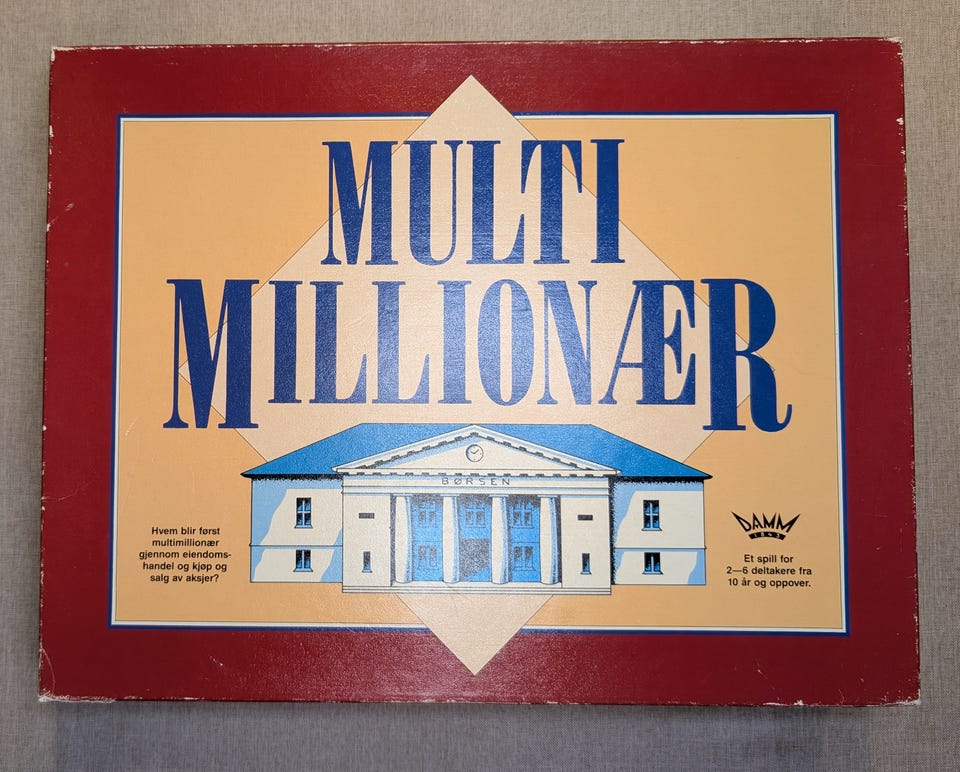 MULTI
MILLIONÆR
BØRSEN
Hvem blir først
multimillionær
gjennom eiendoms-
handel og kjøp og
salg av aksjer?
DAMM
1843
Et spill for
2—6 deltakere fra
10 år og oppover.